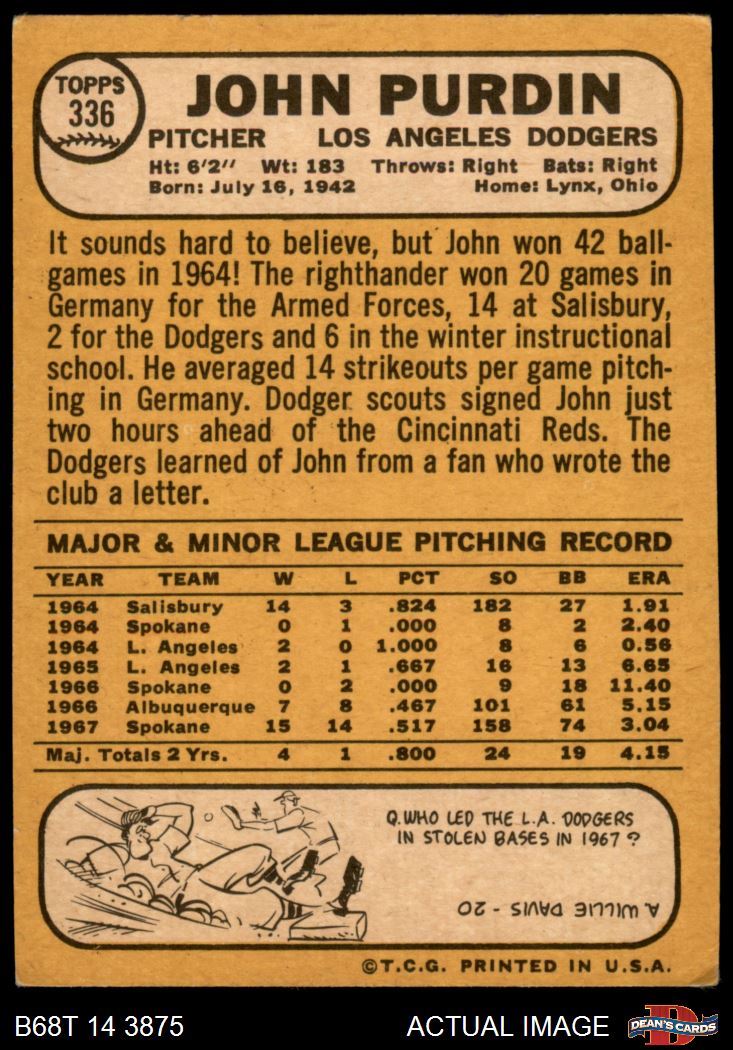 TOPPS
336
JOHN PURDIN
PITCHER LOS ANGELES DODGERS
Ht: 6'2" Wt: 183 Throws: Right Bats: Right
Born: July 16, 1942 Home: Lynx, Ohio
It sounds hard to believe, but John won 42 ball-
games in 1964! The righthander won 20 games in
Germany for the Armed Forces, 14 at Salisbury,
2 for the Dodgers and 6 in the winter instructional
school. He averaged 14 strikeouts per game pitch-
ing in Germany. Dodger scouts signed John just
two hours ahead of the Cincinnati Reds. The
Dodgers learned of John from a fan who wrote the
club a letter.
MAJOR & MINOR LEAGUE PITCHING RECORD
YEAR TEAM W L PCT SO BB ERA
1964 Salisbury 14 3 .824 182 27 1.91
1964 Spokane 0 1 .000 8 2 2.40
1964 L. Angeles 2 0 1.000 8 6 0.56
1965 L. Angeles 2 1 .667 16 13 6.65
1966 Spokane 0 2 .000 9 18 11.40
1966 Albuquerque 7 8 .467 101 61 5.15
1967 Spokane 15 14 .517 158 74 3.04
Maj. Totals 2 Yrs. 4 1 .800 24 19 4.15
Q. WHO LED THE L.A. DODGERS
IN STOLEN BASES IN 1967 ?
A. WILLIE DAVIS - 20
©T.C.G. PRINTED IN U.S.A.
B68T 14 3875 ACTUAL IMAGE
DEAN'S CARDS